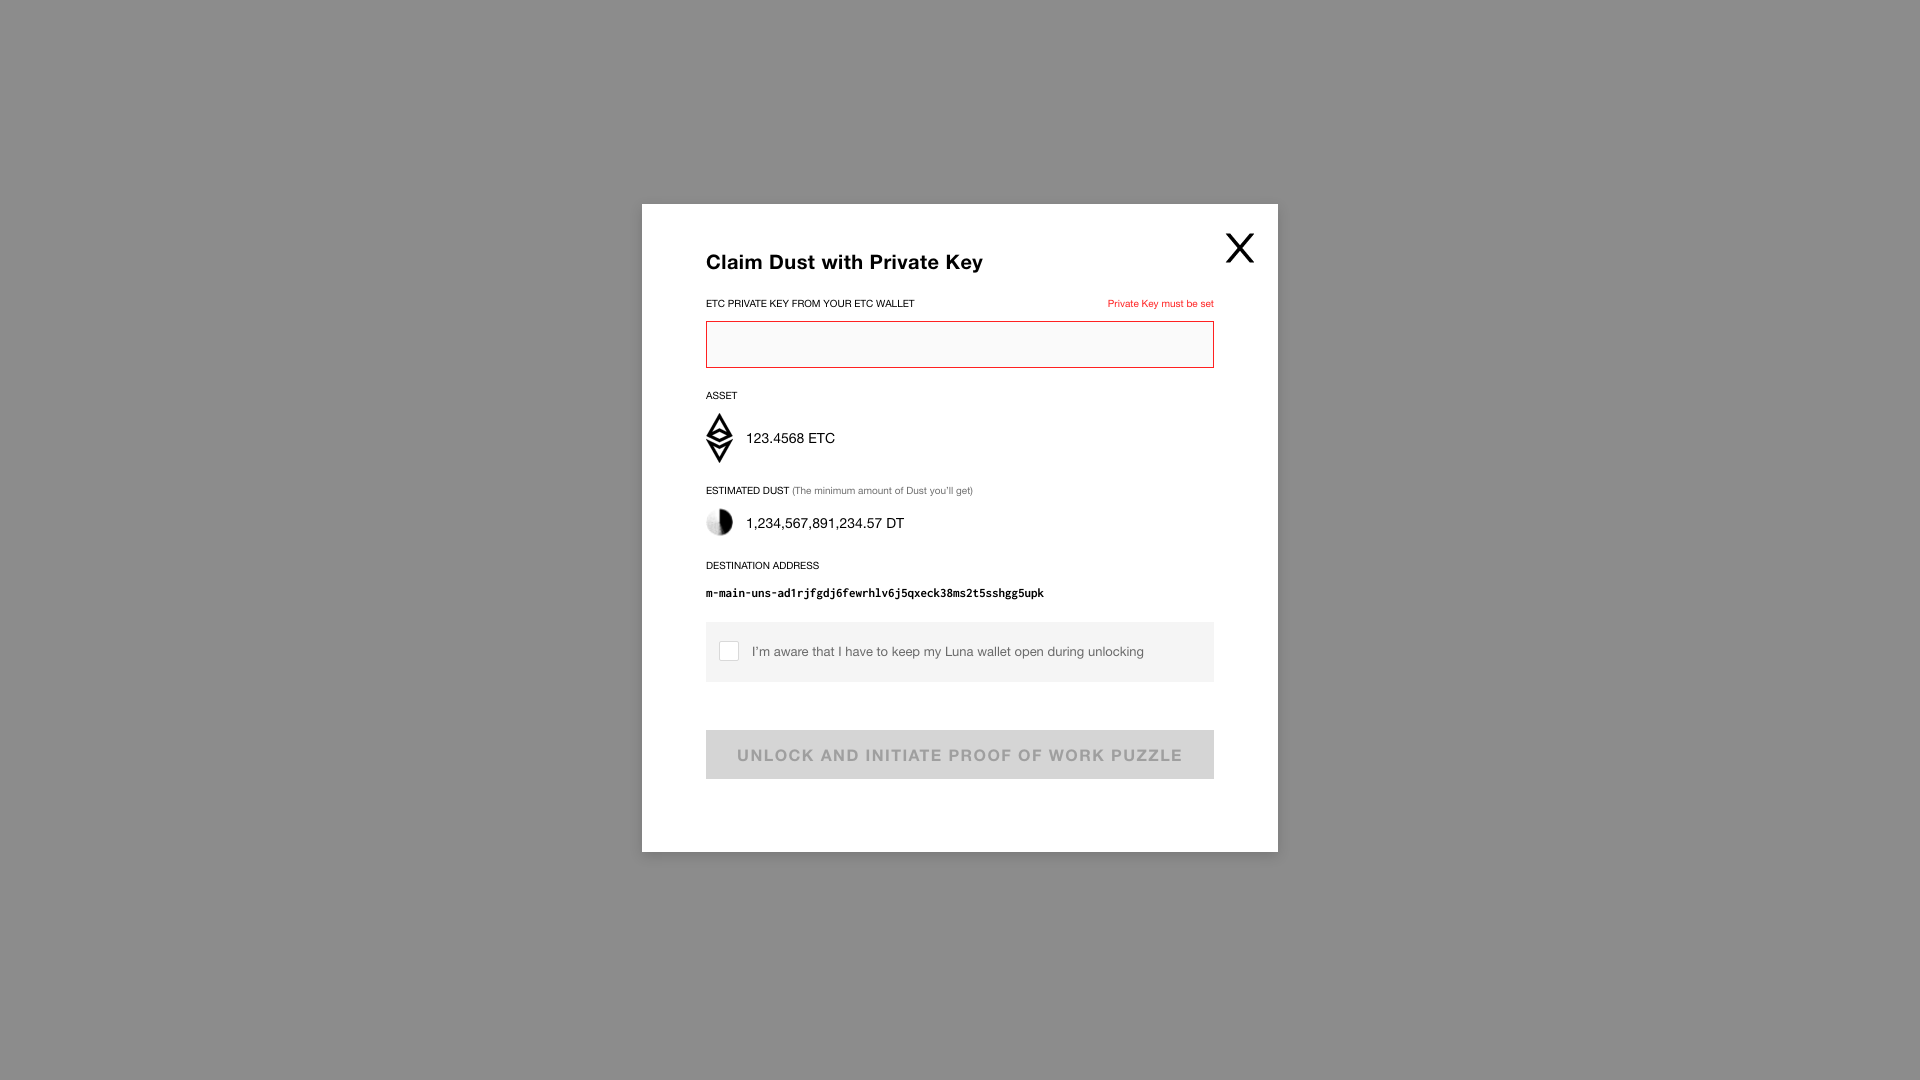 Claim Dust with Private Key
ETC PRIVATE KEY FROM YOUR ETC WALLET
Private Key must be set
ASSET
123.4568 ETC
ESTIMATED DUST (The minimum amount of Dust you'll get)
1,234,567,891,234.57 DT
DESTINATION ADDRESS
m-main-uns-ad1rjfgdj6fewrhlv6j5qxeck38ms2t5sshgg5upk
I'm aware that I have to keep my Luna wallet open during unlocking
UNLOCK AND INITIATE PROOF OF WORK PUZZLE